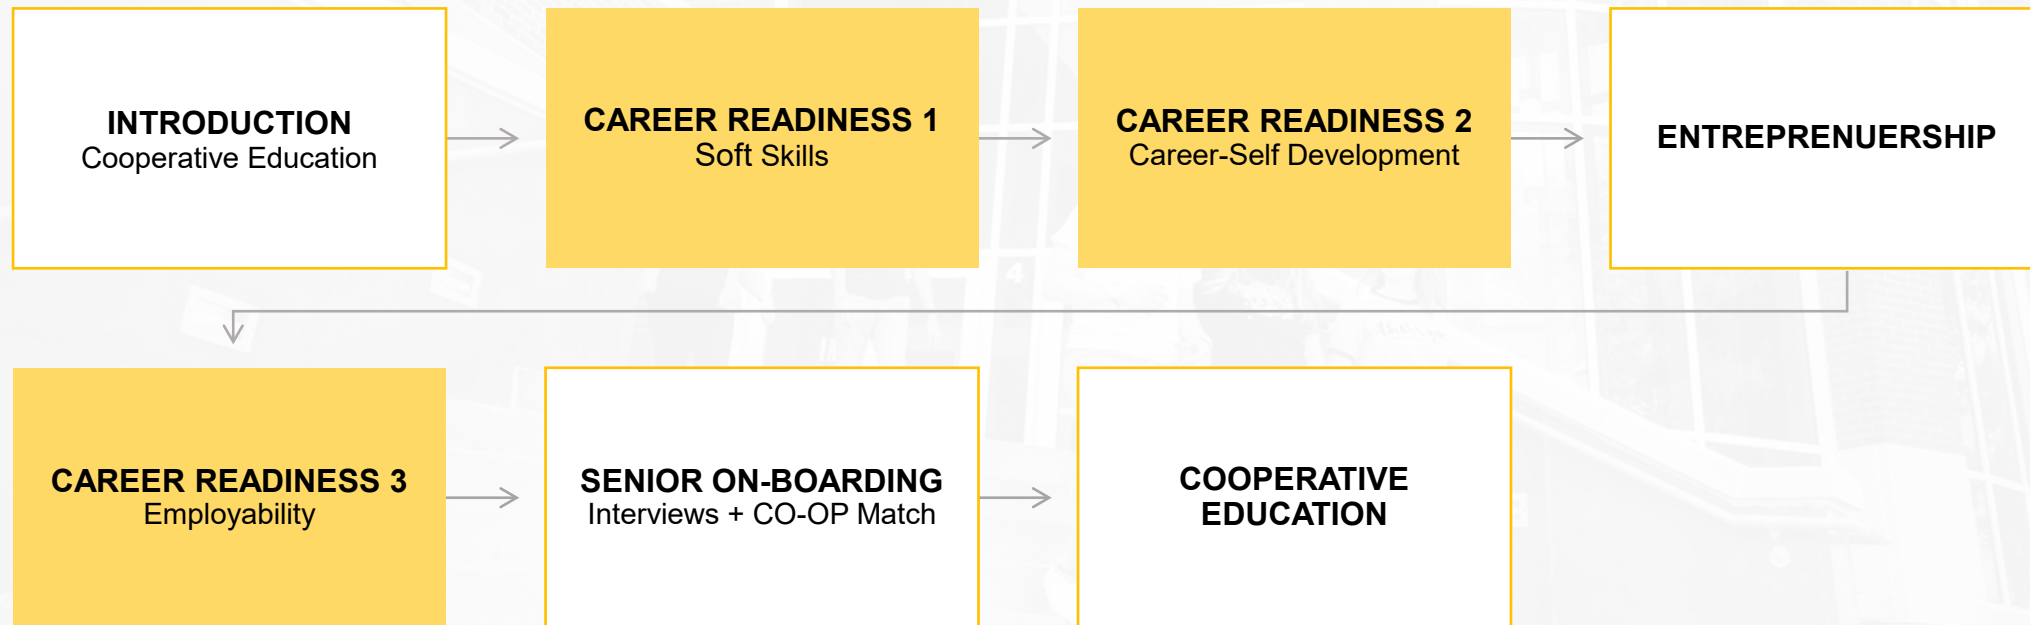 INTRODUCTION
Cooperative Education
CAREER READINESS 1
Soft Skills
CAREER READINESS 2
Career-Self Development
ENTREPRENUERSHIP
CAREER READINESS 3
Employability
SENIOR ON-BOARDING
Interviews + CO-OP Match
COOPERATIVE
EDUCATION
4